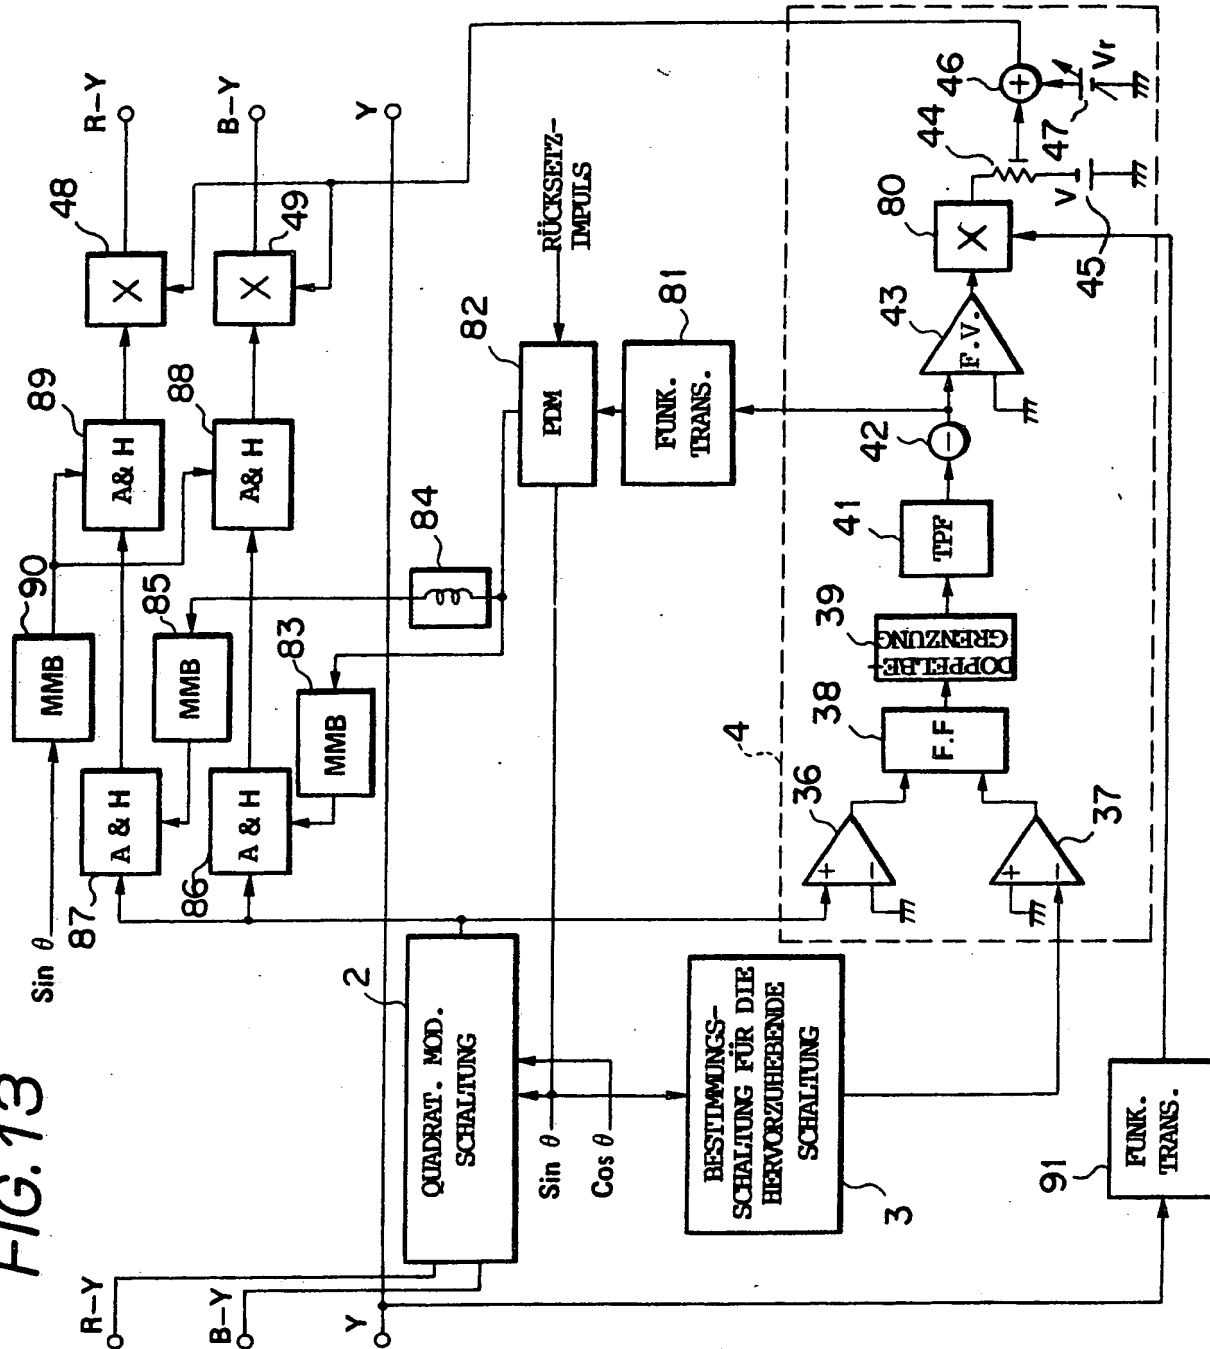 FIG. 13
R-Y
B-Y
Y
Sin θ
87
A & H
86
A & H
90
MMB
85
MMB
83
MMB
84
89
A& H
88
A& H
48
X
49
X
R-Y
B-Y
Y
2
QUADRAT. MOD.
SCHALTUNG
Sin θ
Cos θ
82
PDM
RÜCKSETZ-
IMPULS
81
FUNK.
TRANS.
BESTIMMUNGS-
SCHALTUNG FÜR DIE
HERVORZUHEBENDE
SCHALTUNG
3
4
36
+
−
37
+
−
38
F.F
39
DOPPELBE-
GRENZUNG
41
TPF
42
−
43
F.V.
80
X
44
V
45
46
+
47
Vr
91
FUNK.
TRANS.